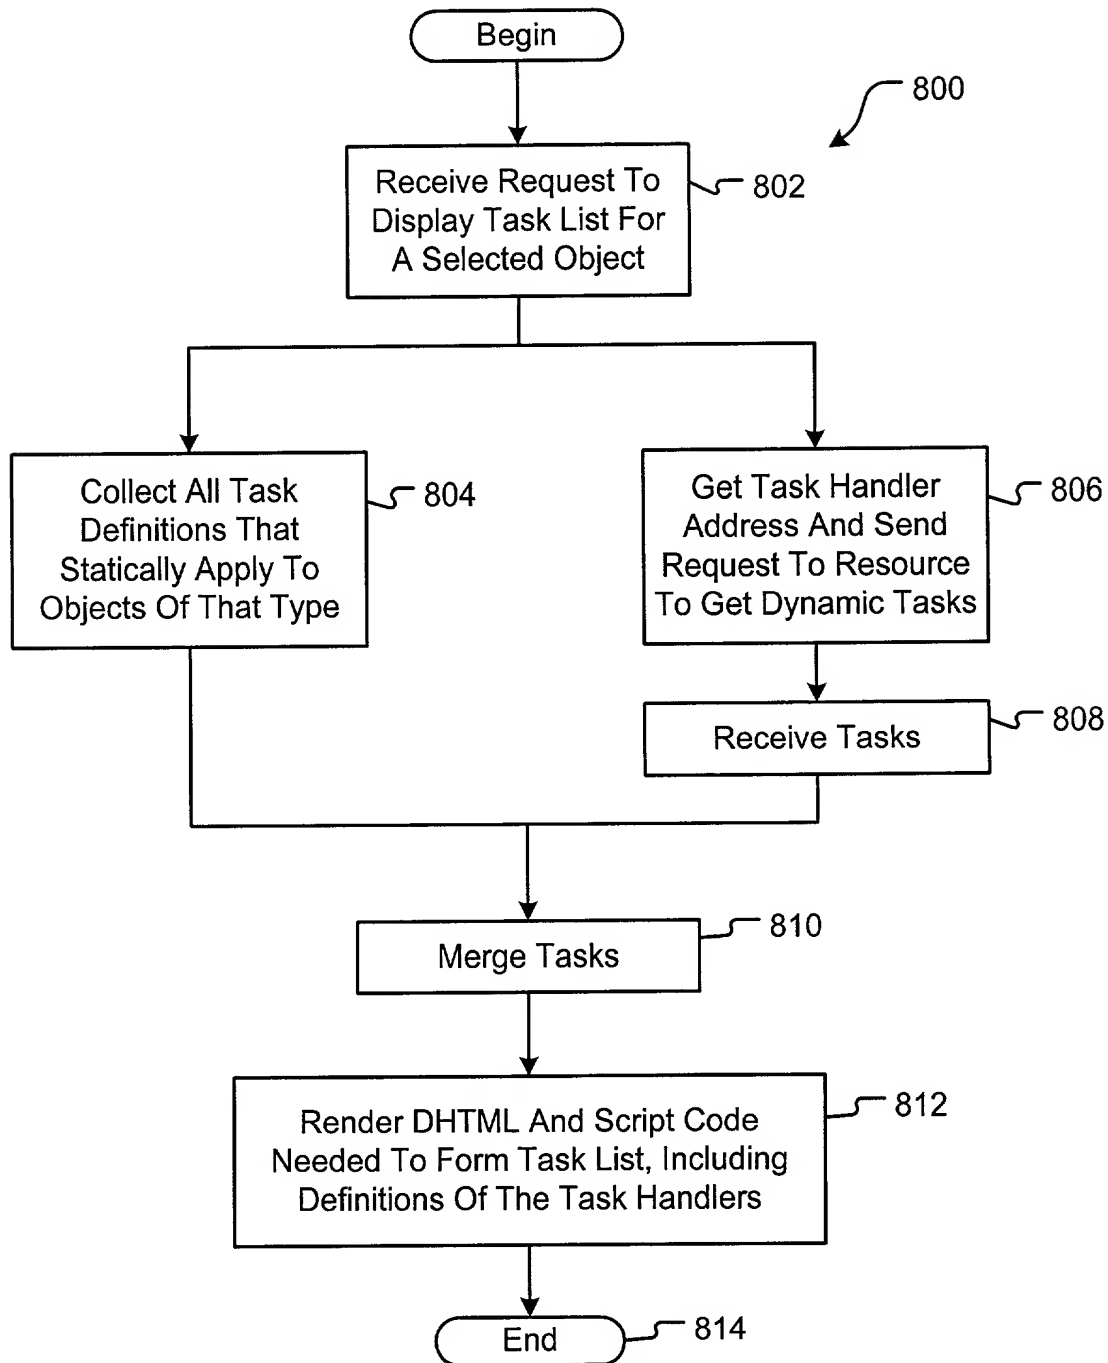 Begin
800
Receive Request To
Display Task List For
A Selected Object
802
Collect All Task
Definitions That
Statically Apply To
Objects Of That Type
804
Get Task Handler
Address And Send
Request To Resource
To Get Dynamic Tasks
806
Receive Tasks
808
Merge Tasks
810
Render DHTML And Script Code
Needed To Form Task List, Including
Definitions Of The Task Handlers
812
End
814